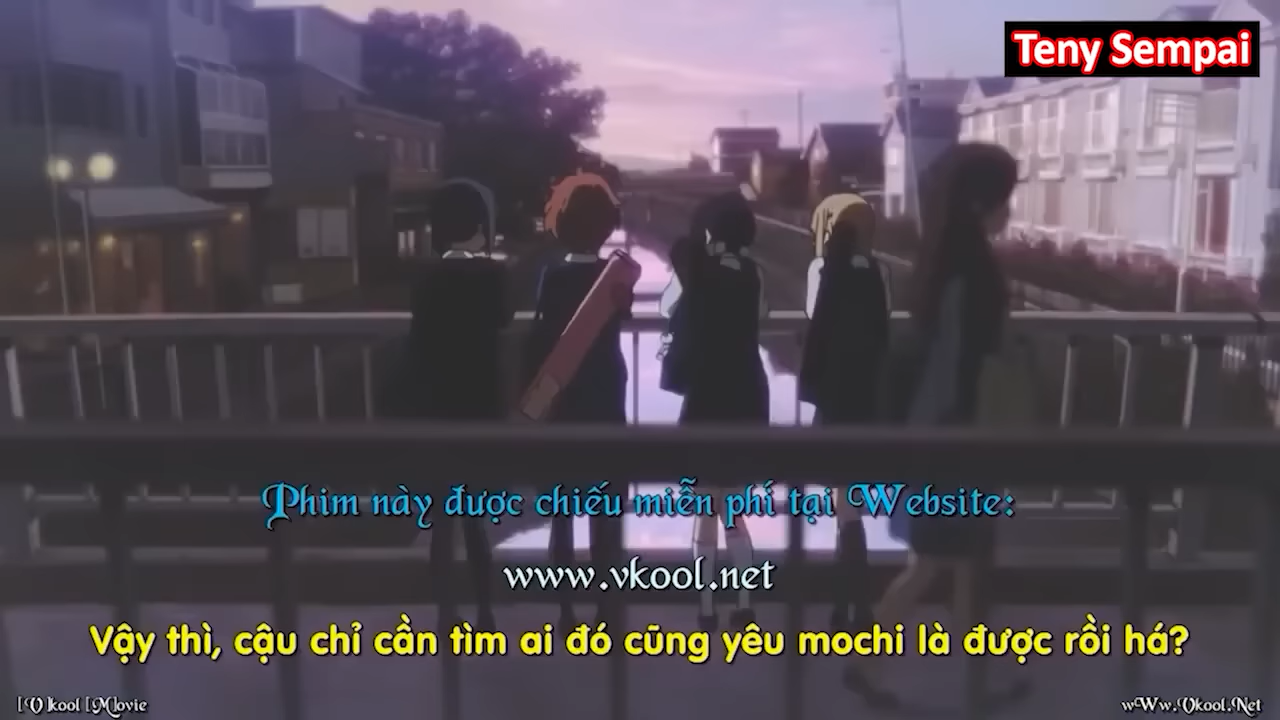 Teny Sempai
Phim này được chiếu miễn phí tại Website:
www.vkool.net
Vậy thì, cậu chỉ cần tìm ai đó cũng yêu mochi là được rồi há?
[V]kool [M]ovie
wWw.Vkool.Net